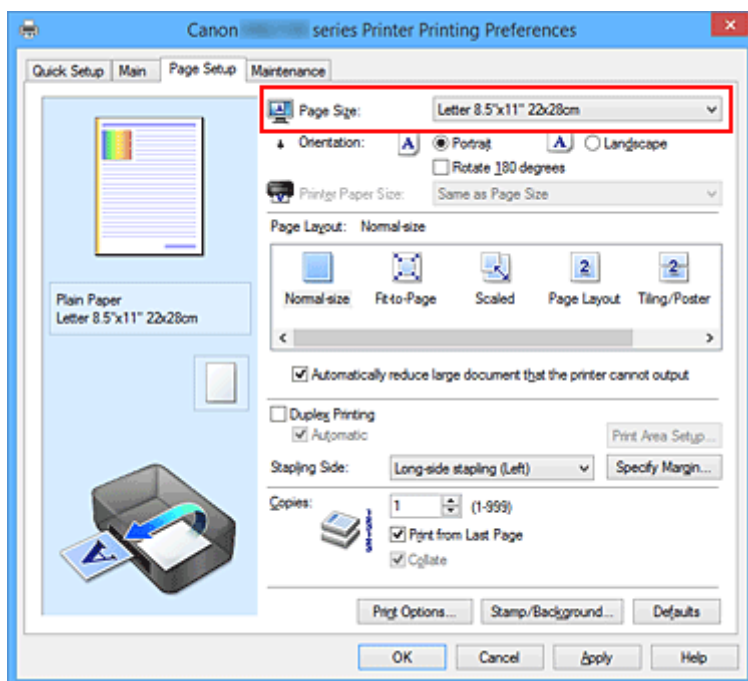 Canon series Printer Printing Preferences
Quick Setup Main Page Setup Maintenance
Page Size: Letter 8.5"x11" 22x28cm
Orientation: A Portrait A Landscape
Rotate 180 degrees
Printer Paper Size: Same as Page Size
Page Layout: Normal-size
2 2
Normal-size Fit-to-Page Scaled Page Layout Tiling/Poster
Plain Paper
Letter 8.5"x11" 22x28cm
Automatically reduce large document that the printer cannot output
Duplex Printing
Automatic
Print Area Setup...
Stapling Side: Long-side stapling (Left) Specify Margin...
Copies: 1 (1-999)
Print from Last Page
Collate
A
Print Options... Stamp/Background... Defaults
OK Cancel Apply Help